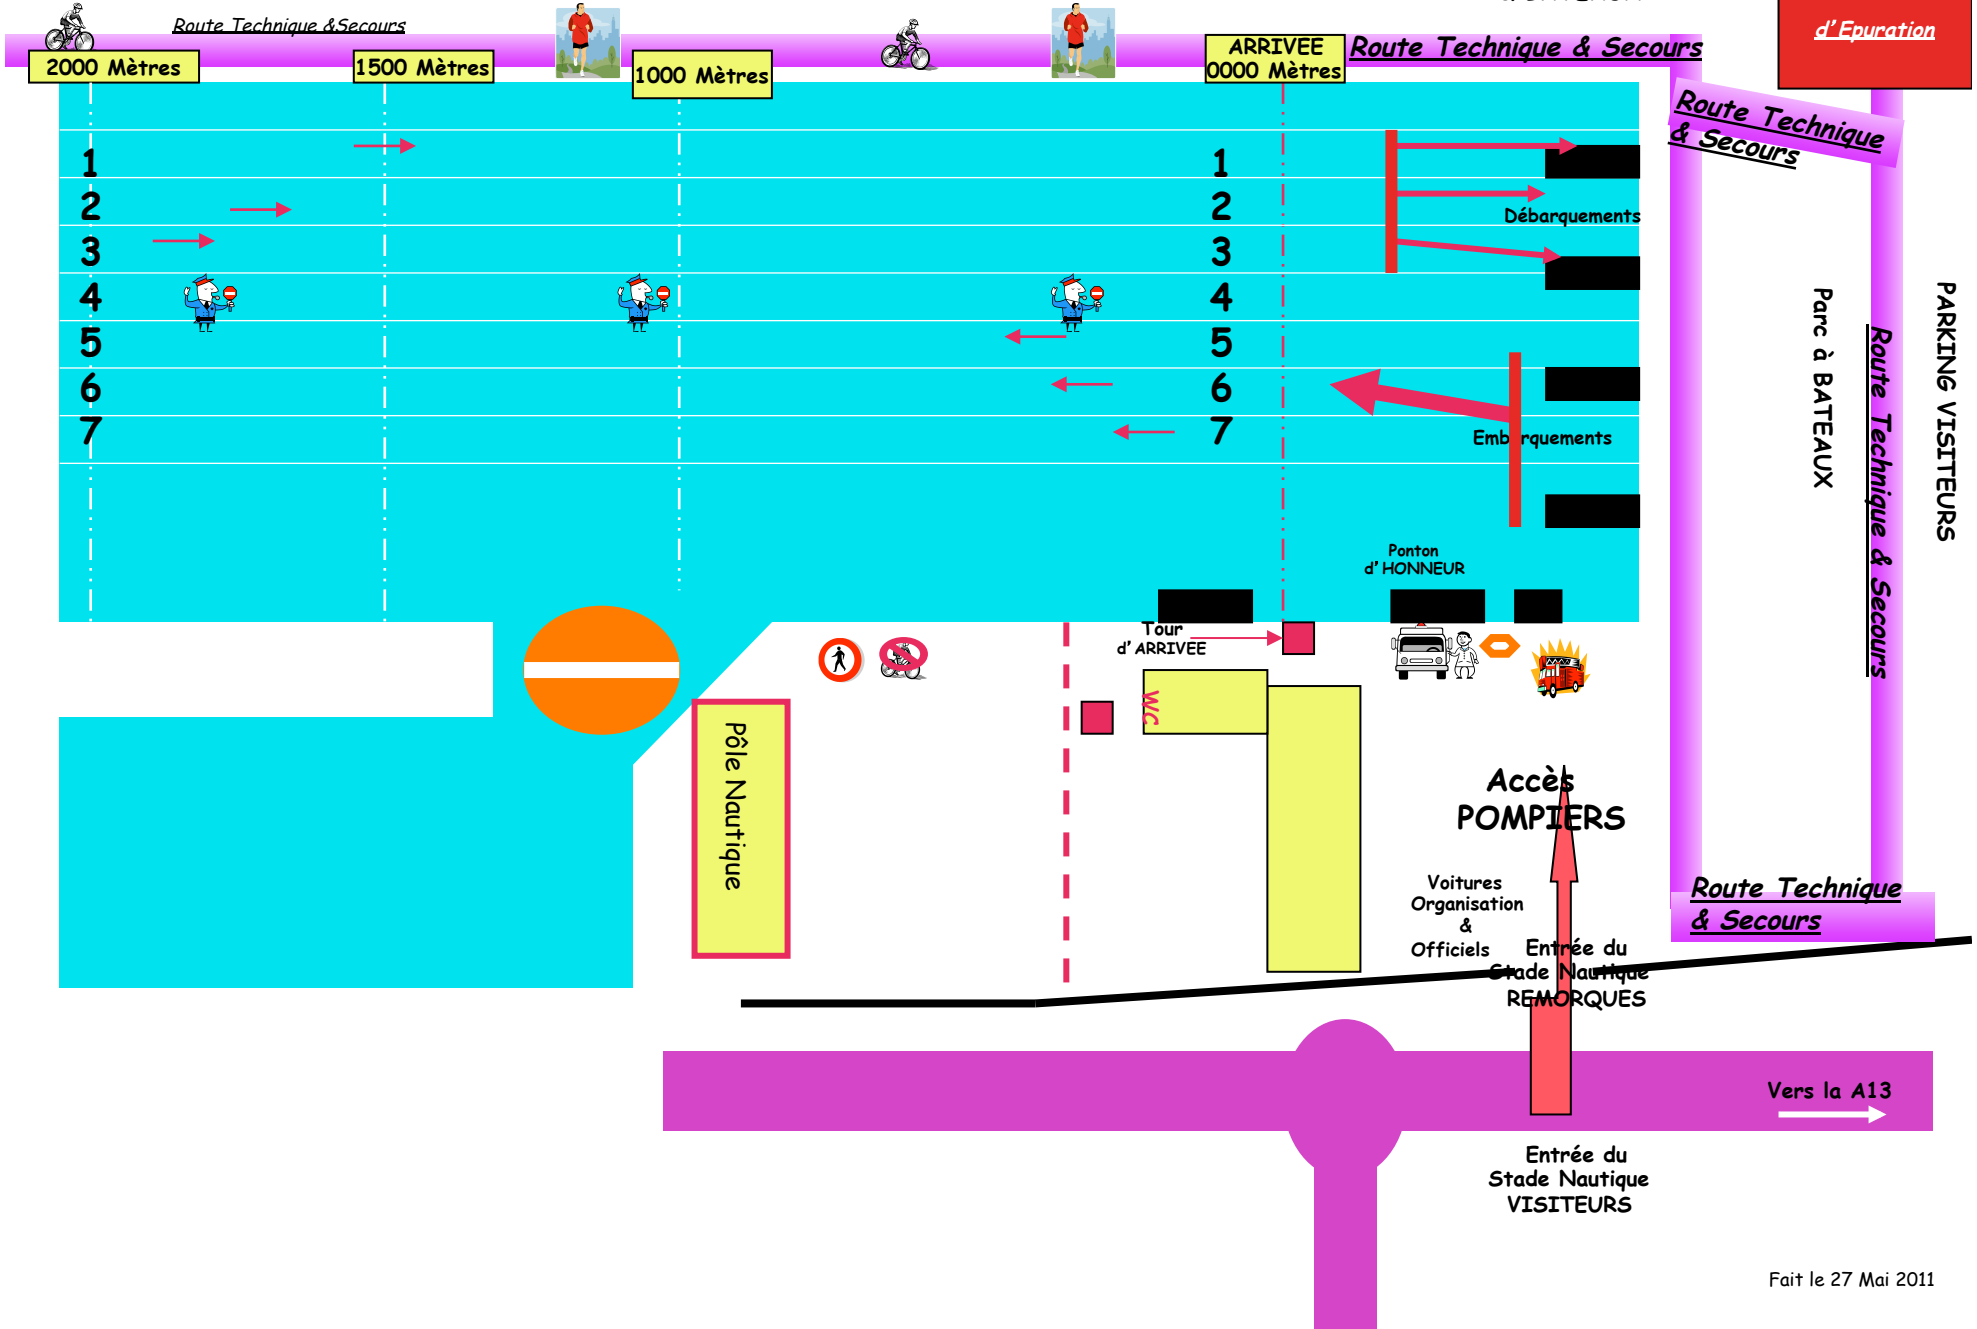 Route Technique &Secours
d'Epuration
2000 Mètres
1500 Mètres
1000 Mètres
ARRIVEE
0000 Mètres
Route Technique & Secours
Route Technique
& Secours
1
2
3
4
5
6
7
1
2
3
4
5
6
7
Débarquements
Embarquements
Parc à BATEAUX
Route Technique & Secours
PARKING VISITEURS
Ponton
d'HONNEUR
Tour
d'ARRIVEE
WC
Pôle Nautique
Accès
POMPIERS
Voitures
Organisation
&
Officiels
Route Technique
& Secours
Entrée du
Stade Nautique
REMORQUES
Vers la A13
Entrée du
Stade Nautique
VISITEURS
Fait le 27 Mai 2011